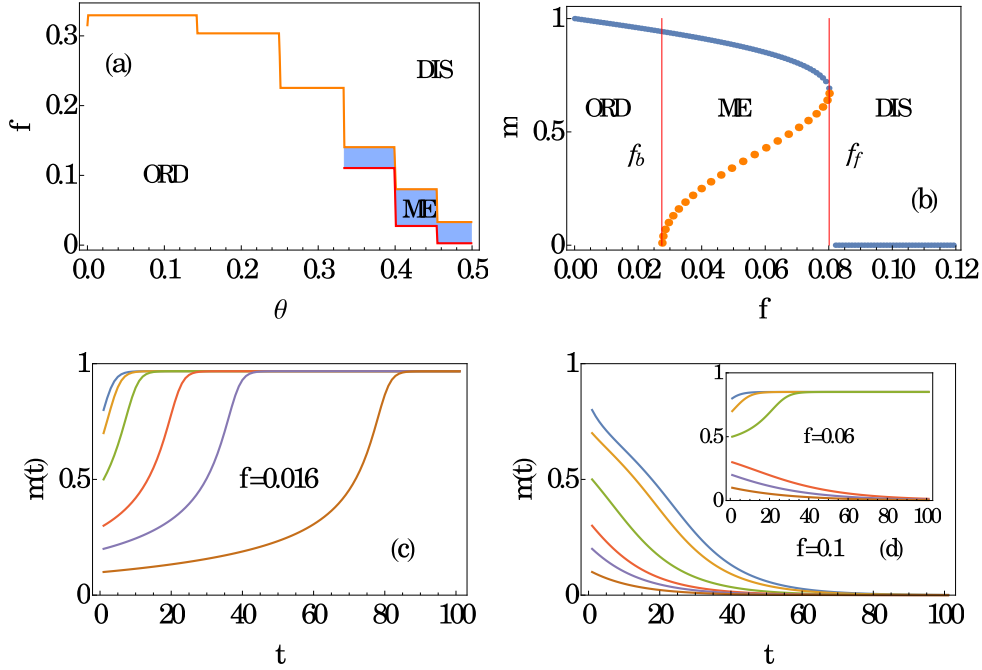 0.3
0.2
0.1
0
f
(a)
DIS
ORD
ME
0.0 0.1 0.2 0.3 0.4 0.5
θ
1
0.5
0
m
ORD
ME
DIS
f_b
f_f
(b)
0.00 0.02 0.04 0.06 0.08 0.10 0.12
f
1
0.5
0
m(t)
f=0.016
(c)
0 20 40 60 80 100
t
1
0.5
0
m(t)
1
0.5
0
f=0.06
0 20 40 60 80 100
f=0.1
(d)
0 20 40 60 80 100
t